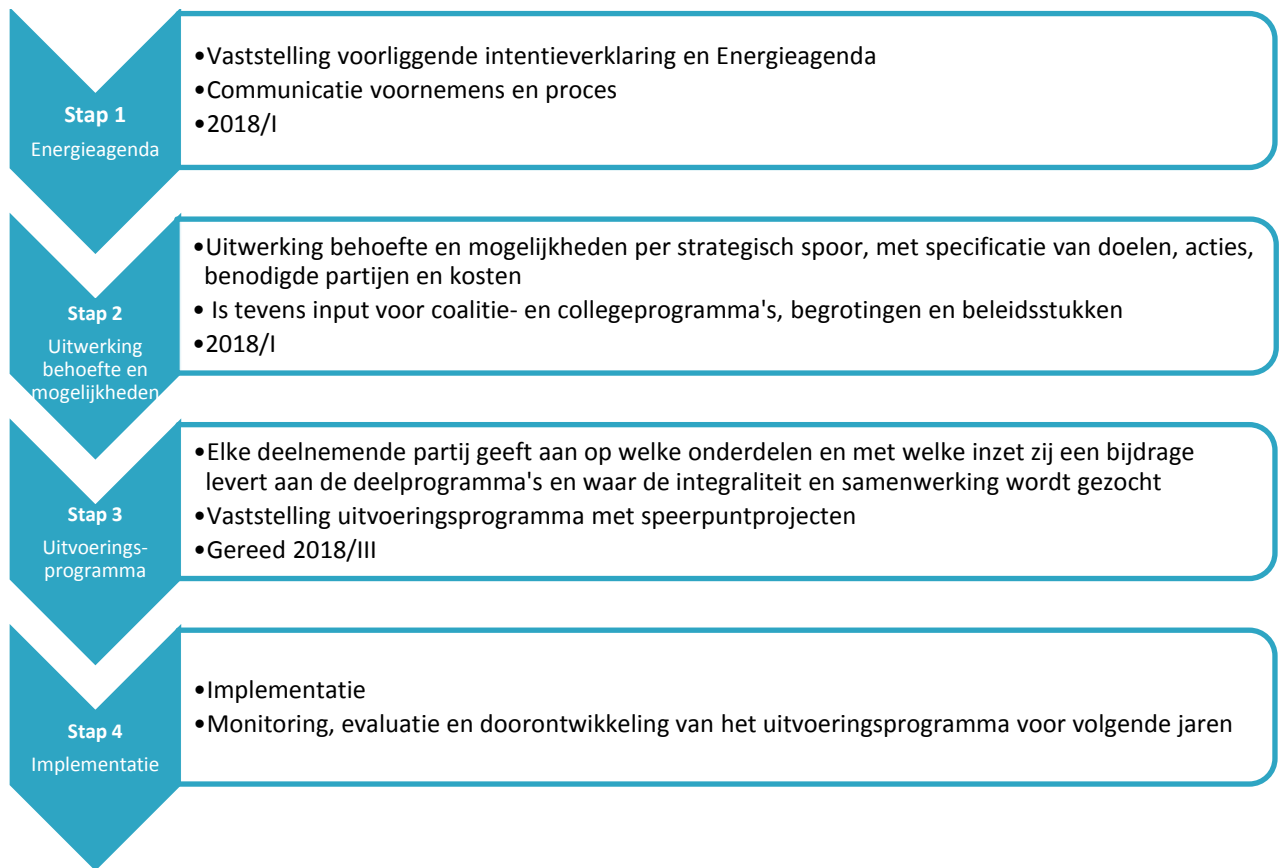 Stap 1
Energieagenda
•Vaststelling voorliggende intentieverklaring en Energieagenda
•Communicatie voornemens en proces
•2018/I
Stap 2
Uitwerking
behoefte en
mogelijkheden
•Uitwerking behoefte en mogelijkheden per strategisch spoor, met specificatie van doelen, acties,
benodigde partijen en kosten
• Is tevens input voor coalitie- en collegeprogramma's, begrotingen en beleidsstukken
•2018/I
Stap 3
Uitvoerings-
programma
•Elke deelnemende partij geeft aan op welke onderdelen en met welke inzet zij een bijdrage
levert aan de deelprogramma's en waar de integraliteit en samenwerking wordt gezocht
•Vaststelling uitvoeringsprogramma met speerpuntprojecten
•Gereed 2018/III
Stap 4
Implementatie
•Implementatie
•Monitoring, evaluatie en doorontwikkeling van het uitvoeringsprogramma voor volgende jaren